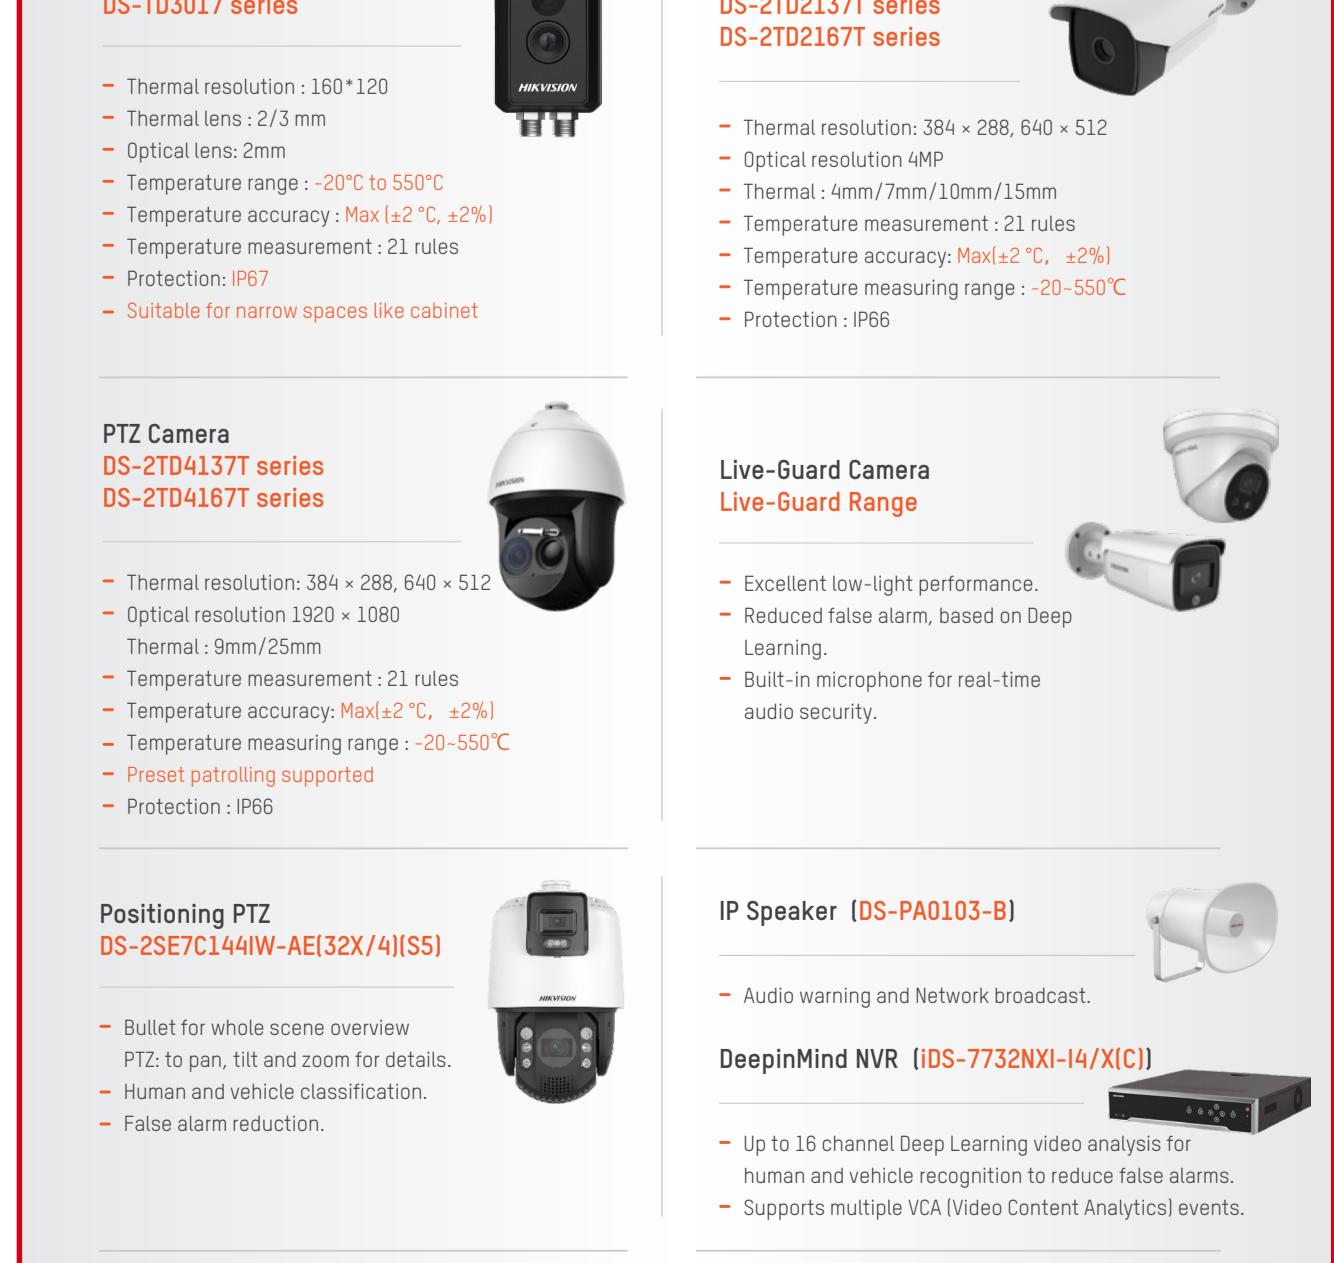 DS-TD3017 series
HIKVISION
– Thermal resolution : 160*120
– Thermal lens : 2/3 mm
– Optical lens: 2mm
– Temperature range : -20°C to 550°C
– Temperature accuracy : Max (±2 °C, ±2%)
– Temperature measurement : 21 rules
– Protection: IP67
– Suitable for narrow spaces like cabinet
DS-2TD2137T series
DS-2TD2167T series
– Thermal resolution: 384 × 288, 640 × 512
– Optical resolution 4MP
– Thermal : 4mm/7mm/10mm/15mm
– Temperature measurement : 21 rules
– Temperature accuracy: Max(±2 °C, ±2%)
– Temperature measuring range : -20~550℃
– Protection : IP66
PTZ Camera
DS-2TD4137T series
DS-2TD4167T series
HIKVISION
– Thermal resolution: 384 × 288, 640 × 512
– Optical resolution 1920 × 1080
Thermal : 9mm/25mm
– Temperature measurement : 21 rules
– Temperature accuracy: Max(±2 °C, ±2%)
– Temperature measuring range : -20~550℃
– Preset patrolling supported
– Protection : IP66
Live-Guard Camera
Live-Guard Range
– Excellent low-light performance.
– Reduced false alarm, based on Deep
Learning.
– Built-in microphone for real-time
audio security.
Positioning PTZ
DS-2SE7C144IW-AE(32X/4)(S5)
HIKVISION
– Bullet for whole scene overview
PTZ: to pan, tilt and zoom for details.
– Human and vehicle classification.
– False alarm reduction.
IP Speaker (DS-PA0103-B)
– Audio warning and Network broadcast.
DeepinMind NVR (iDS-7732NXI-I4/X(C))
– Up to 16 channel Deep Learning video analysis for
human and vehicle recognition to reduce false alarms.
– Supports multiple VCA (Video Content Analytics) events.